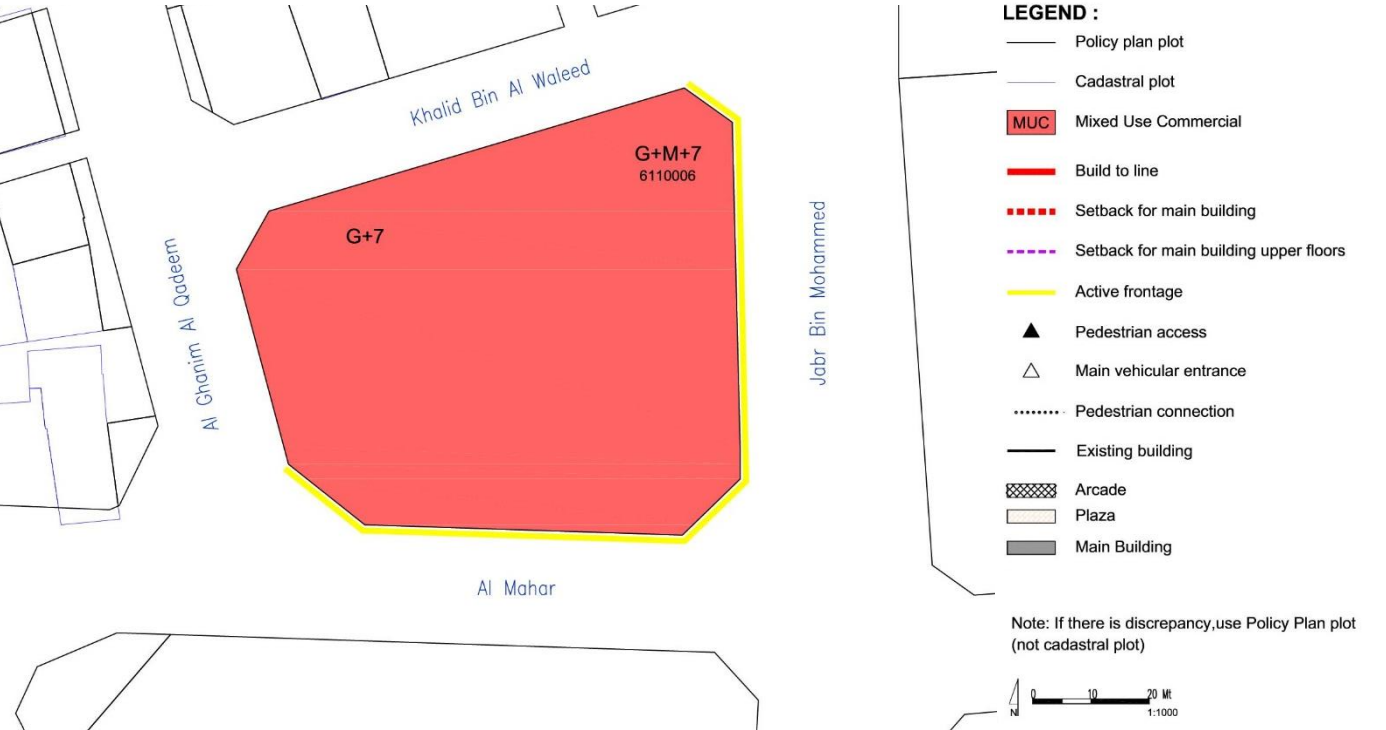 Khalid Bin Al Waleed
G+M+7
6110006
G+7
Al Ghanim Al Qadeem
Jabr Bin Mohammed
Al Mahar
LEGEND :
Policy plan plot
Cadastral plot
MUC Mixed Use Commercial
Build to line
Setback for main building
Setback for main building upper floors
Active frontage
Pedestrian access
Main vehicular entrance
Pedestrian connection
Existing building
Arcade
Plaza
Main Building
Note: If there is discrepancy,use Policy Plan plot
(not cadastral plot)
0 10 20 Mt
N 1:1000